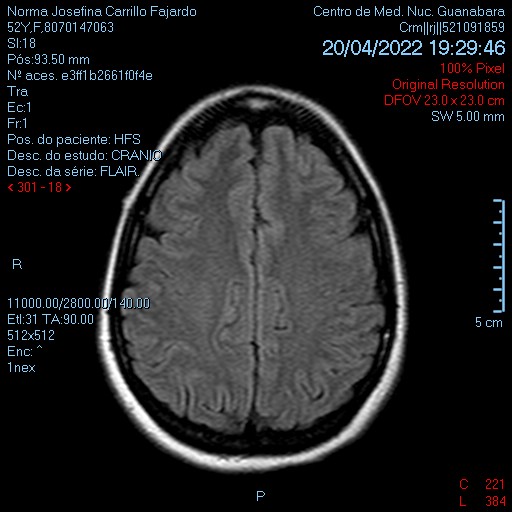 Norma Josefina Carrillo Fajardo
52Y,F,8070147063
Sl:18
Pós:93.50 mm
Nº aces. e3ff1b2661f0f4e
Tra
Ec:1
Fr:1
Pos. do paciente: HFS
Desc. do estudo: CRANIO
Desc. da série: FLAIR.
< 301 - 18 >
Centro de Med. Nuc. Guanabara
Crm||rj||521091859
20/04/2022 19:29:46
100% Pixel
Original Resolution
DFOV 23.0 x 23.0 cm
SW 5.00 mm
R
11000.00/2800.00/140.00
Etl:31 TA:90.00
512x512
Enc: ^
1nex
5 cm
P
C 221
L 384